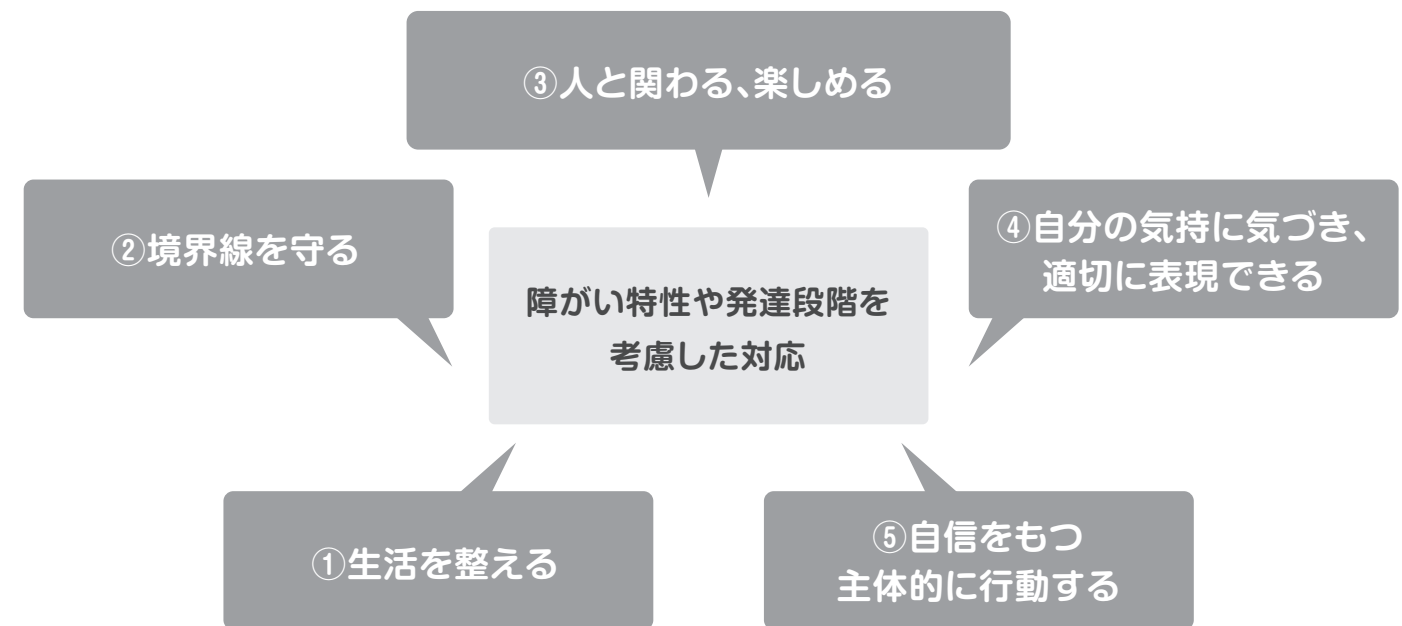 ③人と関わる、楽しめる
②境界線を守る
④自分の気持に気づき、
適切に表現できる
障がい特性や発達段階を
考慮した対応
①生活を整える
⑤自信をもつ
主体的に行動する